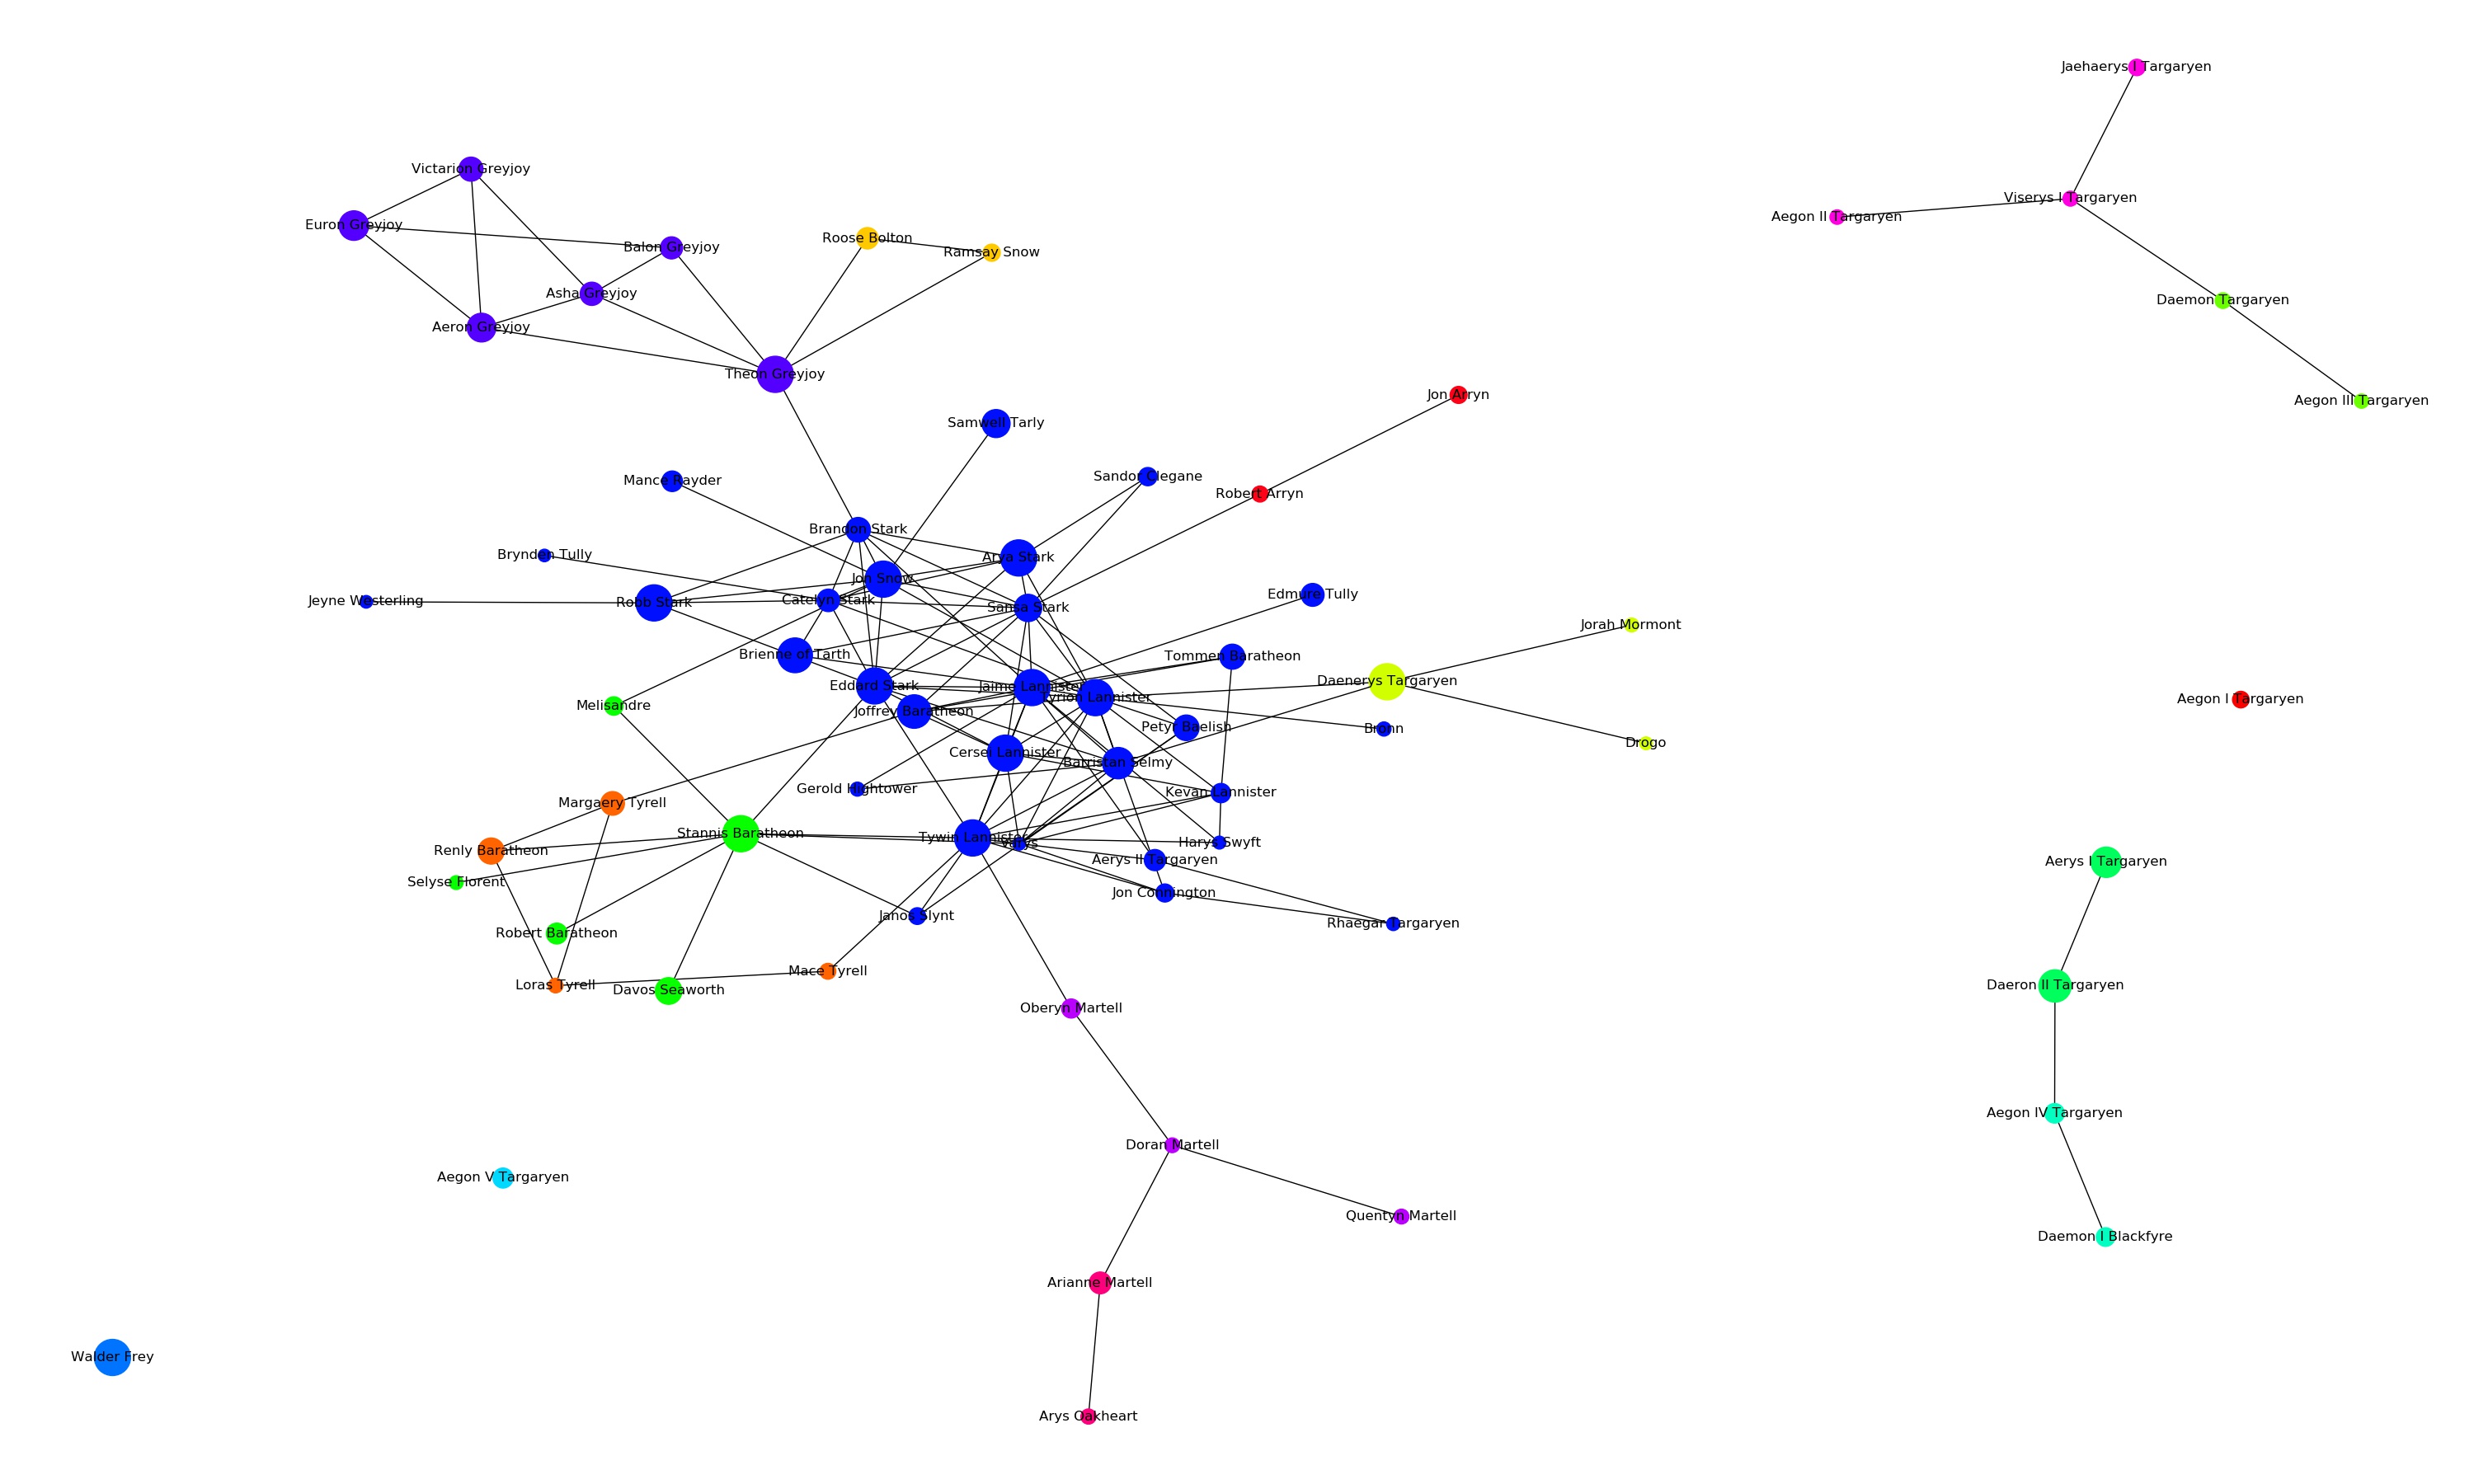 Jaehaerys I Targaryen
Victarion Greyjoy
Viserys I Targaryen
Aegon II Targaryen
Euron Greyjoy
Roose Bolton
Balon Greyjoy
Ramsay Snow
Asha Greyjoy
Daemon Targaryen
Aeron Greyjoy
Theon Greyjoy
Jon Arryn
Aegon III Targaryen
Samwell Tarly
Sandor Clegane
Mance Rayder
Robert Arryn
Brandon Stark
Brynden Tully
Arya Stark
Jon Snow
Edmure Tully
Jeyne Westerling
Robb Stark
Catelyn Stark
Sansa Stark
Jorah Mormont
Brienne of Tarth
Tommen Baratheon
Daenerys Targaryen
Eddard Stark
Jaime Lannister
Tyrion Lannister
Aegon I Targaryen
Melisandre
Joffrey Baratheon
Petyr Baelish
Bronn
Drogo
Cersei Lannister
Barristan Selmy
Gerold Hightower
Kevan Lannister
Margaery Tyrell
Stannis Baratheon
Tywin Lannister
Varys
Harys Swyft
Renly Baratheon
Aerys II Targaryen
Aerys I Targaryen
Selyse Florent
Jon Connington
Janos Slynt
Rhaegar Targaryen
Robert Baratheon
Mace Tyrell
Loras Tyrell
Davos Seaworth
Daeron II Targaryen
Oberyn Martell
Aegon IV Targaryen
Doran Martell
Aegon V Targaryen
Quentyn Martell
Daemon I Blackfyre
Arianne Martell
Walder Frey
Arys Oakheart